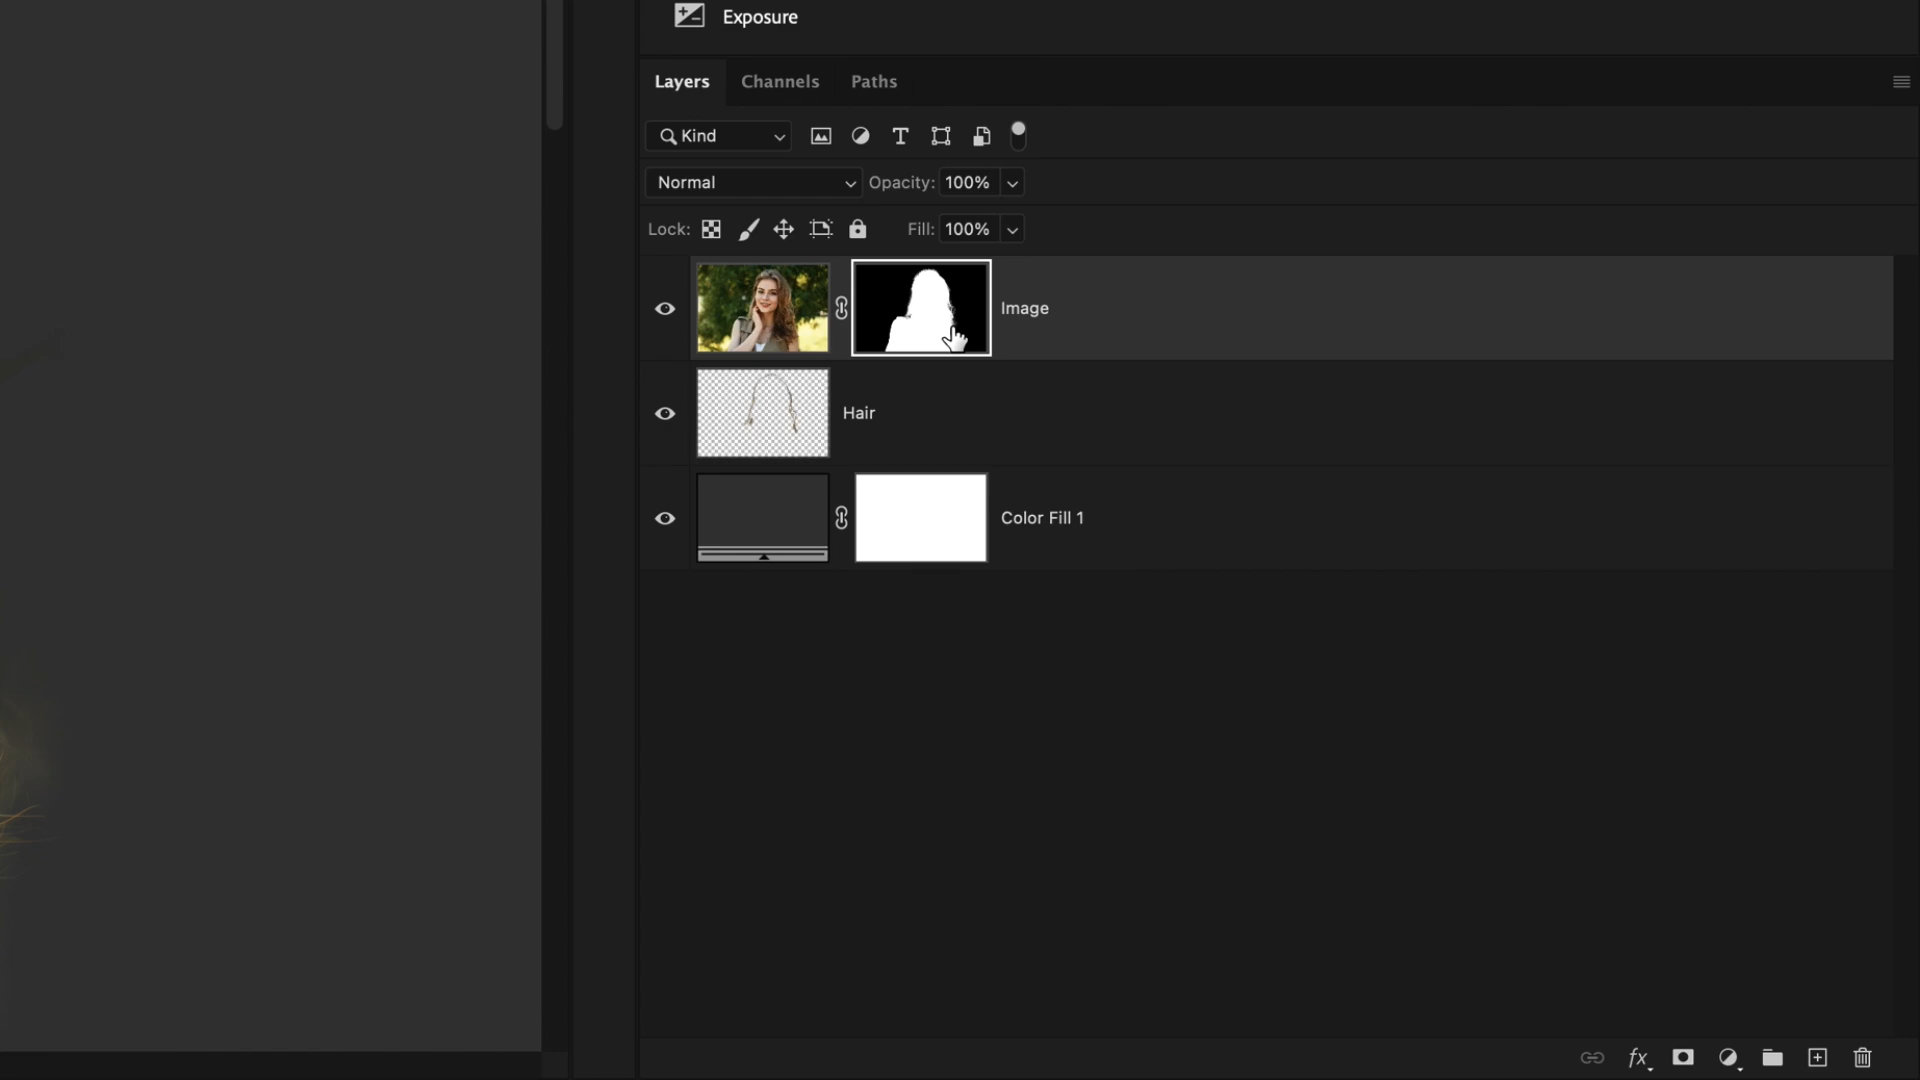 Exposure
Layers Channels Paths
Kind
Normal Opacity: 100%
Lock: Fill: 100%
Image
Hair
Color Fill 1
fx